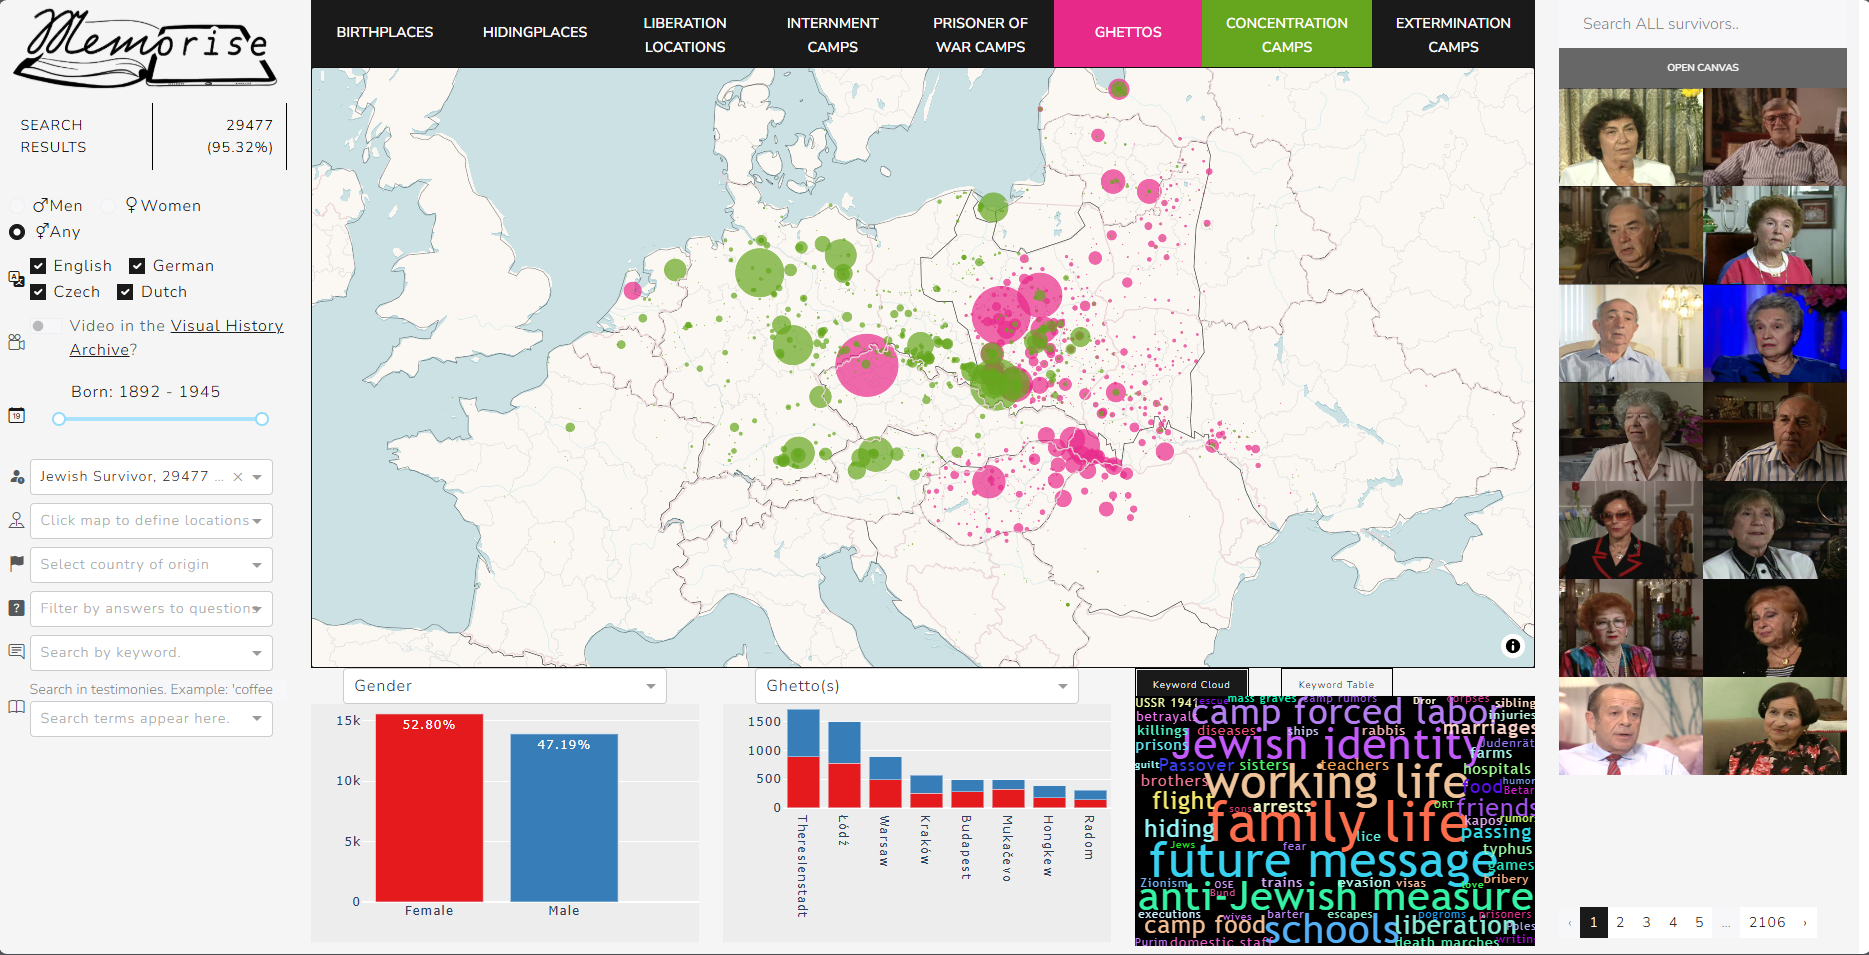 Memorise
SEARCH
RESULTS
29477
(95.32%)
Men
Women
Any
English
German
Czech
Dutch
Video in the Visual History
Archive?
Born: 1892 - 1945
19
Jewish Survivor, 29477 ...
Click map to define locations
Select country of origin
Filter by answers to questions
Search by keyword.
Search in testimonies. Example: 'coffee
Search terms appear here.
BIRTHPLACES
HIDINGPLACES
LIBERATION
LOCATIONS
INTERNMENT
CAMPS
PRISONER OF
WAR CAMPS
GHETTOS
CONCENTRATION
CAMPS
EXTERMINATION
CAMPS
Gender
15k
10k
5k
0
52.80%
47.19%
Female
Male
Ghetto(s)
1500
1000
500
0
Theresienstadt
Łódź
Warsaw
Kraków
Budapest
Mukačevo
Hongkew
Radom
Keyword Cloud
Keyword Table
USSR 1941
rescue
mass graves
camp rumors
Dror
corpses
sibling
betrayals
camp forced labor
injuries
killings
diseases
ships
rabbis
marriages
prisons
Jewish identity
Judenrät
farms
guilt
Passover
sisters
teachers
hospitals
brothers
working life
food
humor
Betar
flight
sons
arrests
ORT
friends
hiding
family life
kapos
rumors
lice
passing
Jews
fear
typhus
future message
games
Zionism
OSE
trains
evasion
visas
love
bribery
Bund
anti-Jewish measure
executions
wives
barter
escapes
pogroms
prisoners
camp food
schools
liberation
Poles
Purim
domestic staff
death marches
writing
Search ALL survivors..
OPEN CANVAS
‹ 1 2 3 4 5 ... 2106 ›